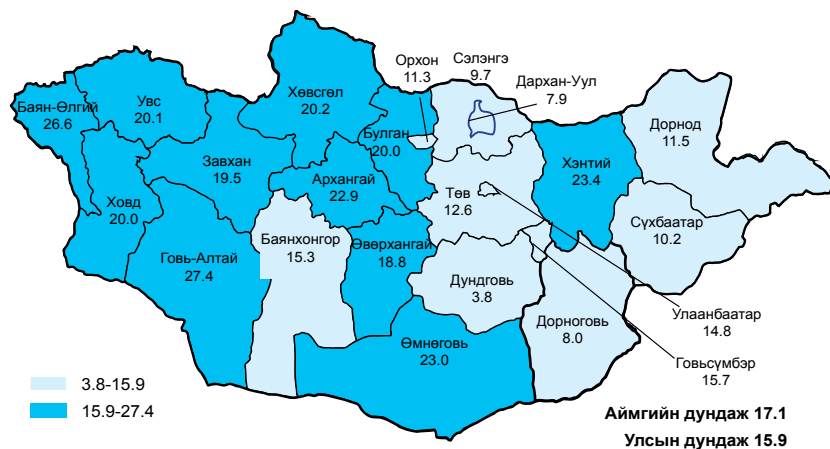 Орхон
11.3
Сэлэнгэ
9.7
Дархан-Уул
7.9
Баян-Өлгий
26.6
Увс
20.1
Хөвсгөл
20.2
Булган
20.0
Дорнод
11.5
Ховд
20.0
Завхан
19.5
Архангай
22.9
Төв
12.6
Хэнтий
23.4
Сүхбаатар
10.2
Говь-Алтай
27.4
Баянхонгор
15.3
Өвөрхангай
18.8
Дундговь
3.8
Улаанбаатар
14.8
Дорноговь
8.0
Өмнөговь
23.0
Говьсүмбэр
15.7
3.8-15.9
15.9-27.4
Аймгийн дундаж 17.1
Улсын дундаж 15.9